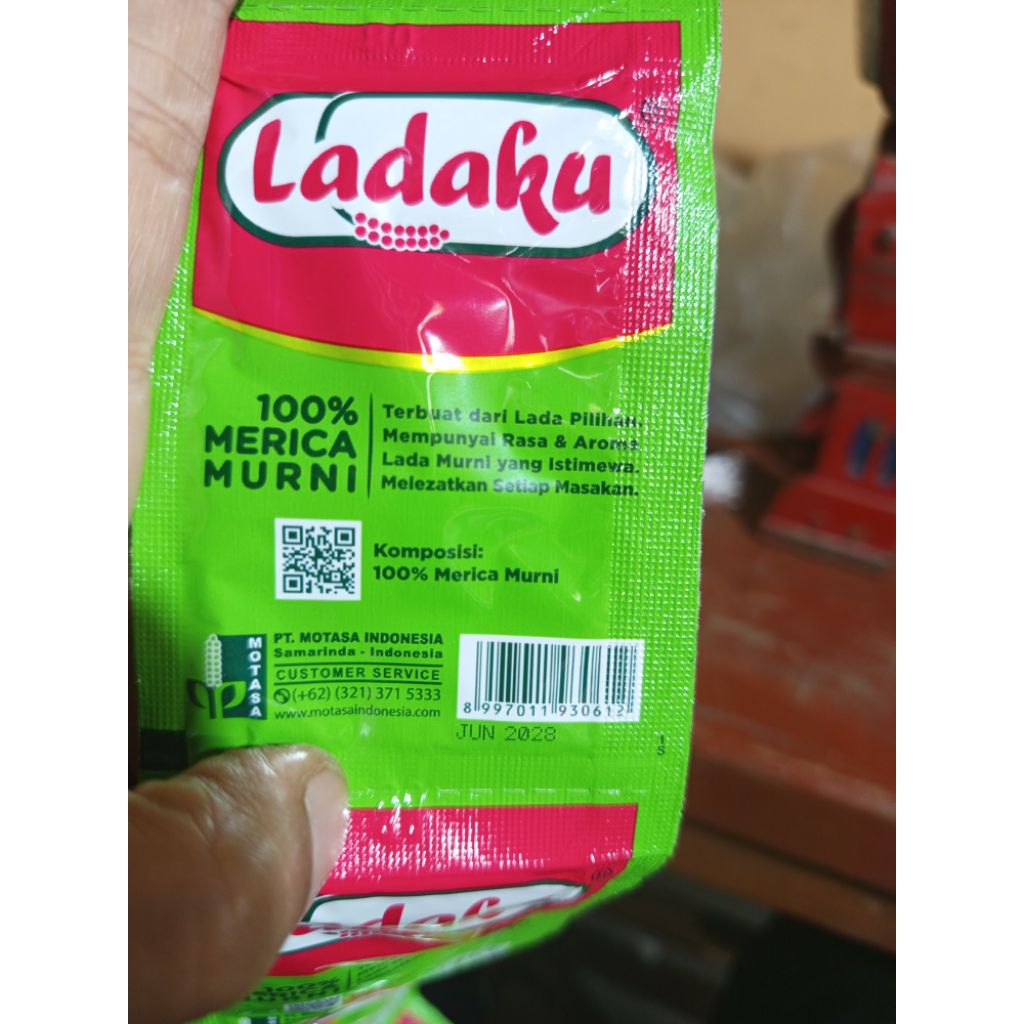 Ladaku
100%
MERICA
MURNI
Terbuat dari Lada Pilihan.
Mempunyai Rasa & Aroma
Lada Murni yang Istimewa.
Melezatkan Setiap Masakan.
Komposisi:
100% Merica Murni
MOTASA
PT. MOTASA INDONESIA
Samarinda - Indonesia
CUSTOMER SERVICE
(+62) (321) 371 5333
www.motasaindonesia.com
8 997011 930612
JUN 2028
1
S
100%